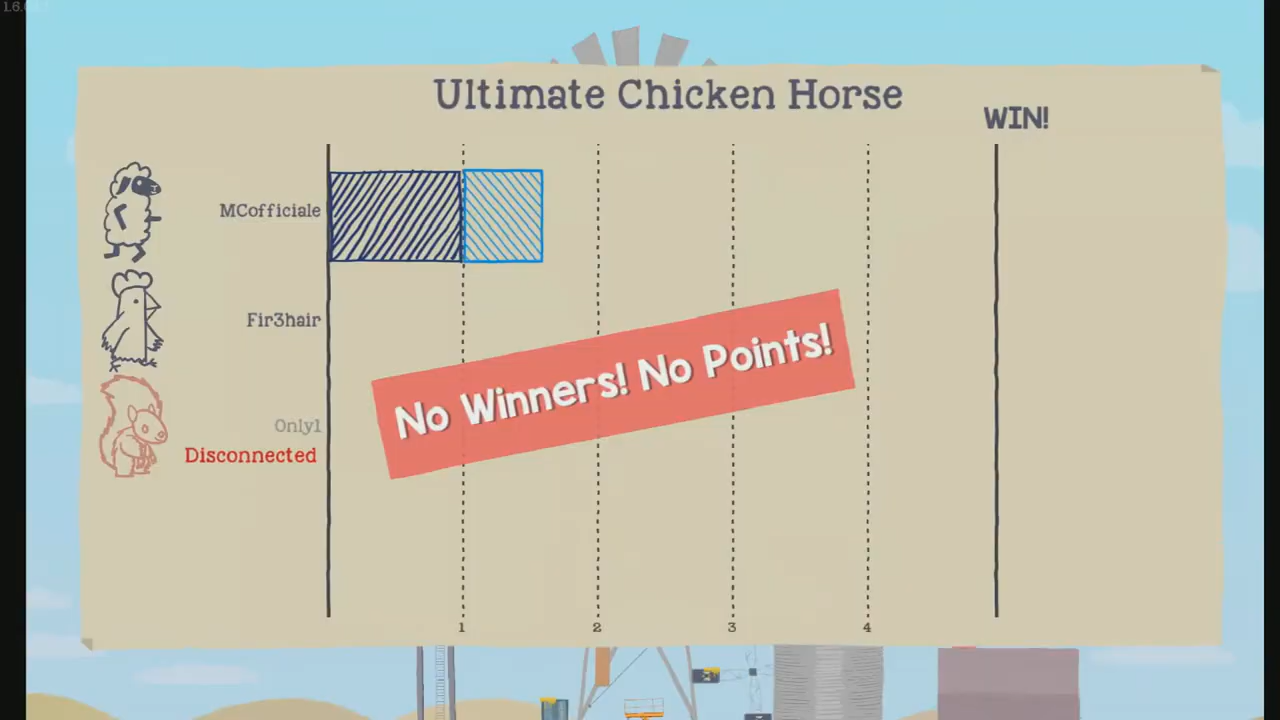 Ultimate Chicken Horse
WIN!
MCofficiale
Fir3hair
No Winners! No Points!
Only1
Disconnected
1 2 3 4